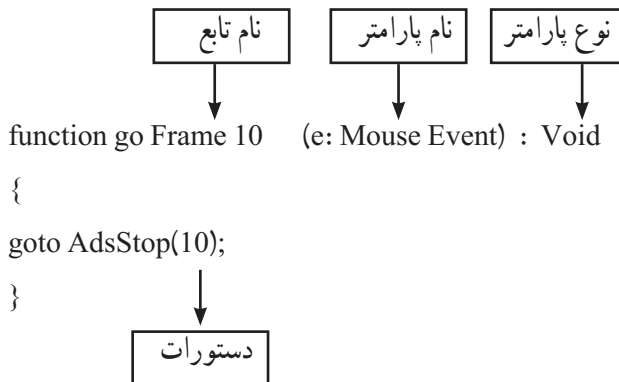 نوع پارامتر نام پارامتر نام تابع
function go Frame 10 (e: Mouse Event) : Void
{
goto AdsStop(10);
}
دستورات